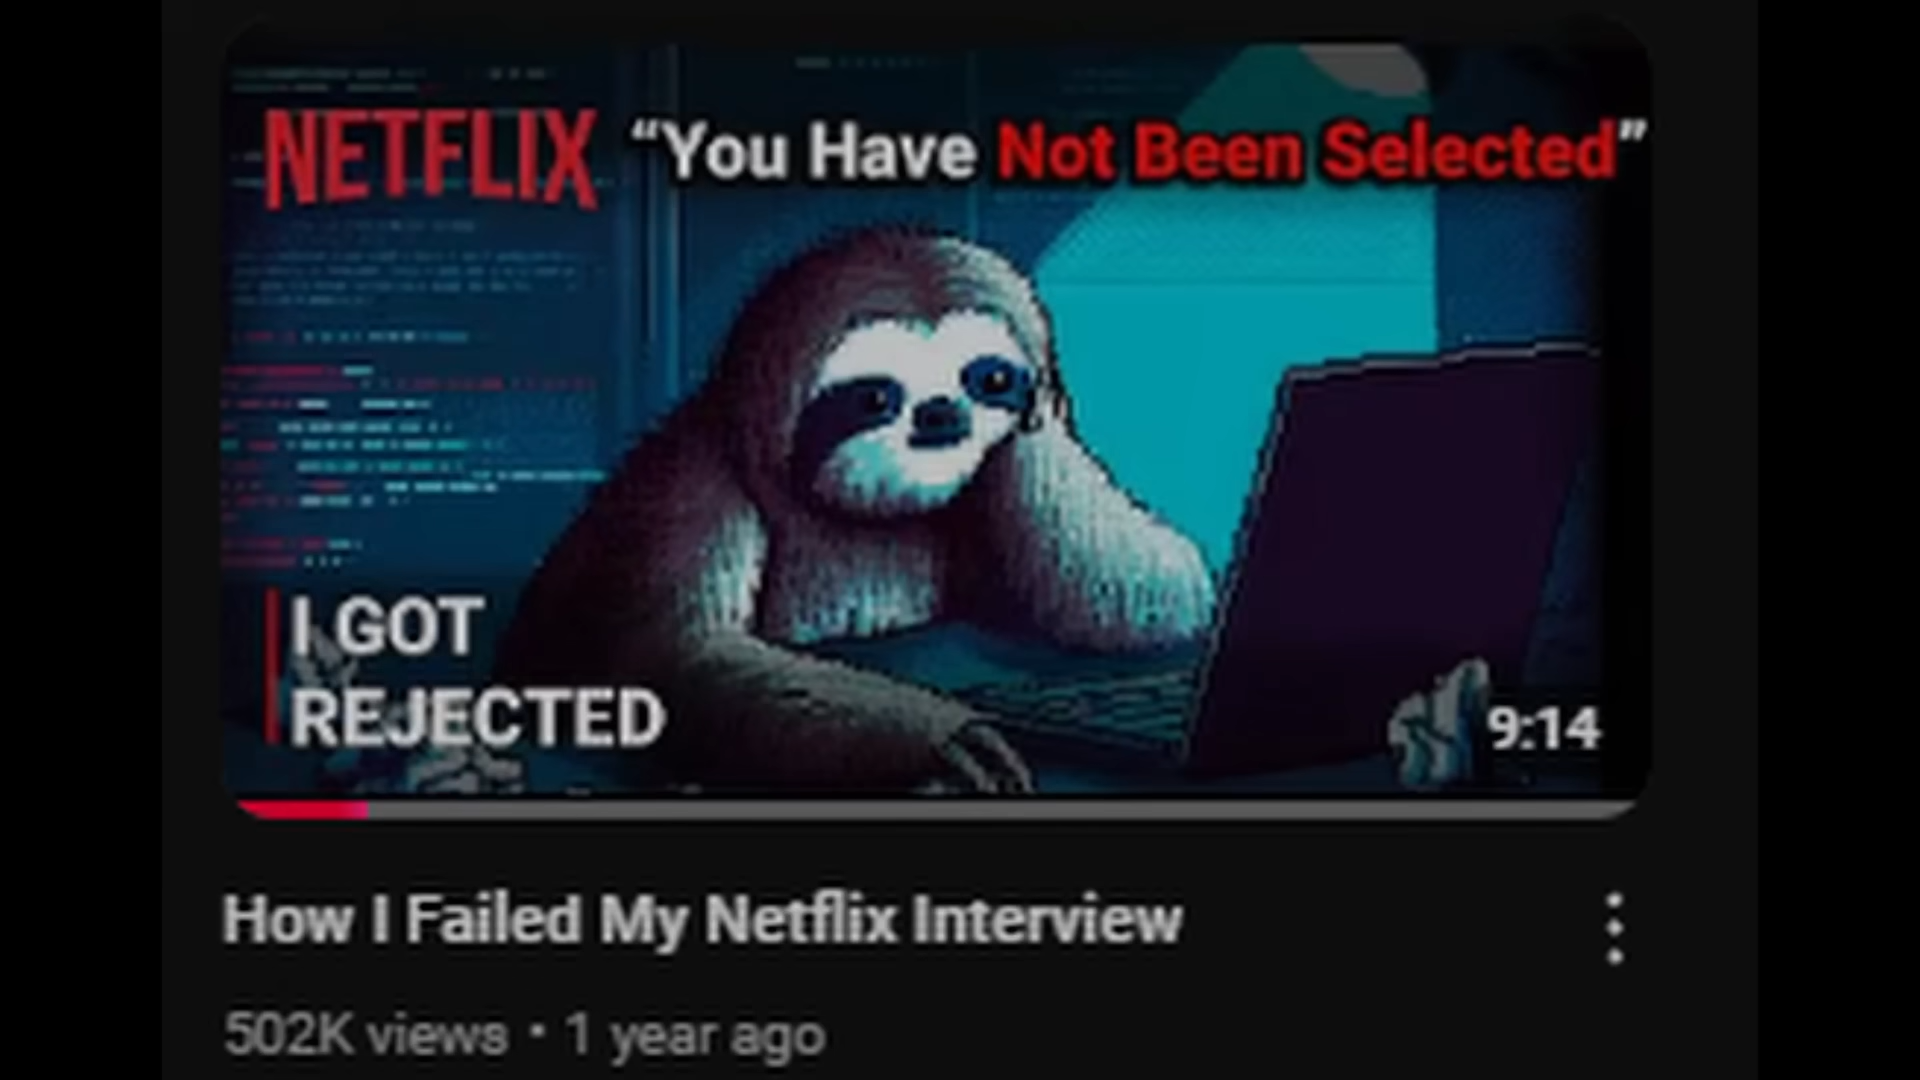 NETFLIX "You Have Not Been Selected"
I GOT
REJECTED
9:14
How I Failed My Netflix Interview
502K views • 1 year ago